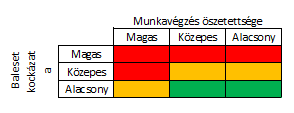 Munkavégzés öszetettsége
Magas Közepes Alacsony
Baleset
kockázat
a
Magas
Közepes
Alacsony